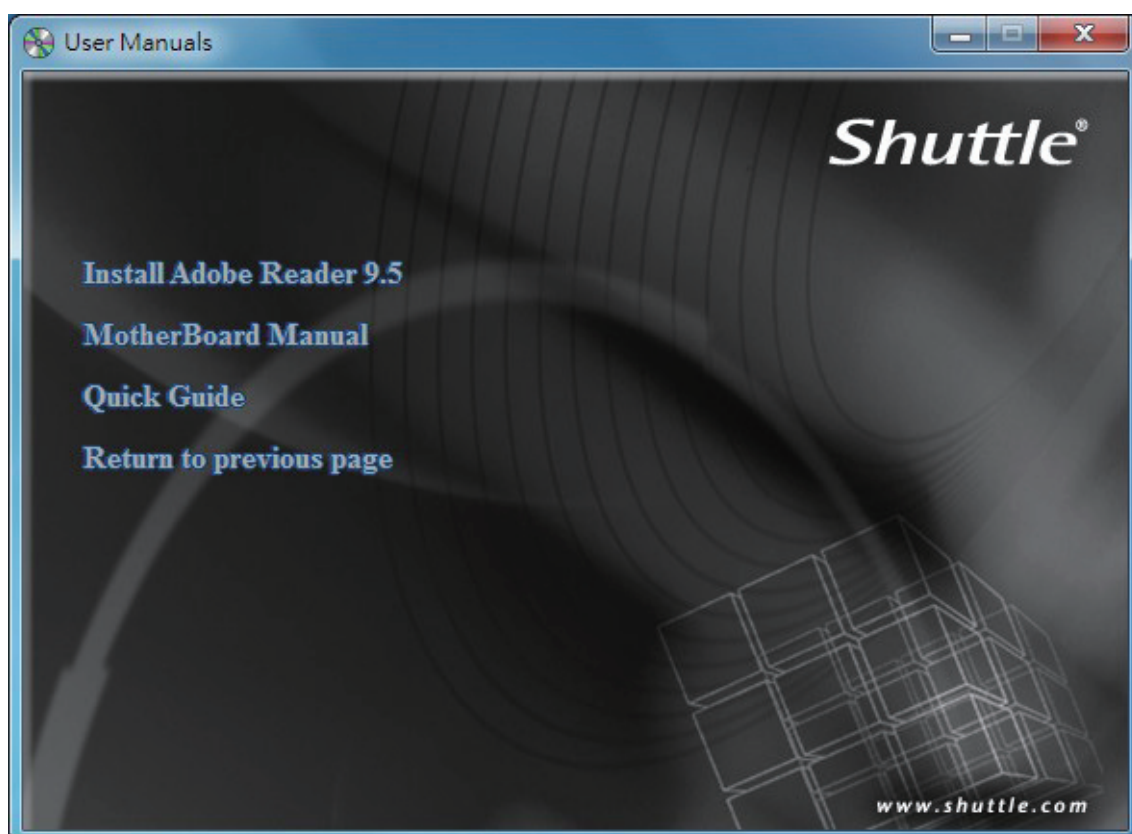 User Manuals
Shuttle®
Install Adobe Reader 9.5
MotherBoard Manual
Quick Guide
Return to previous page
www.shuttle.com